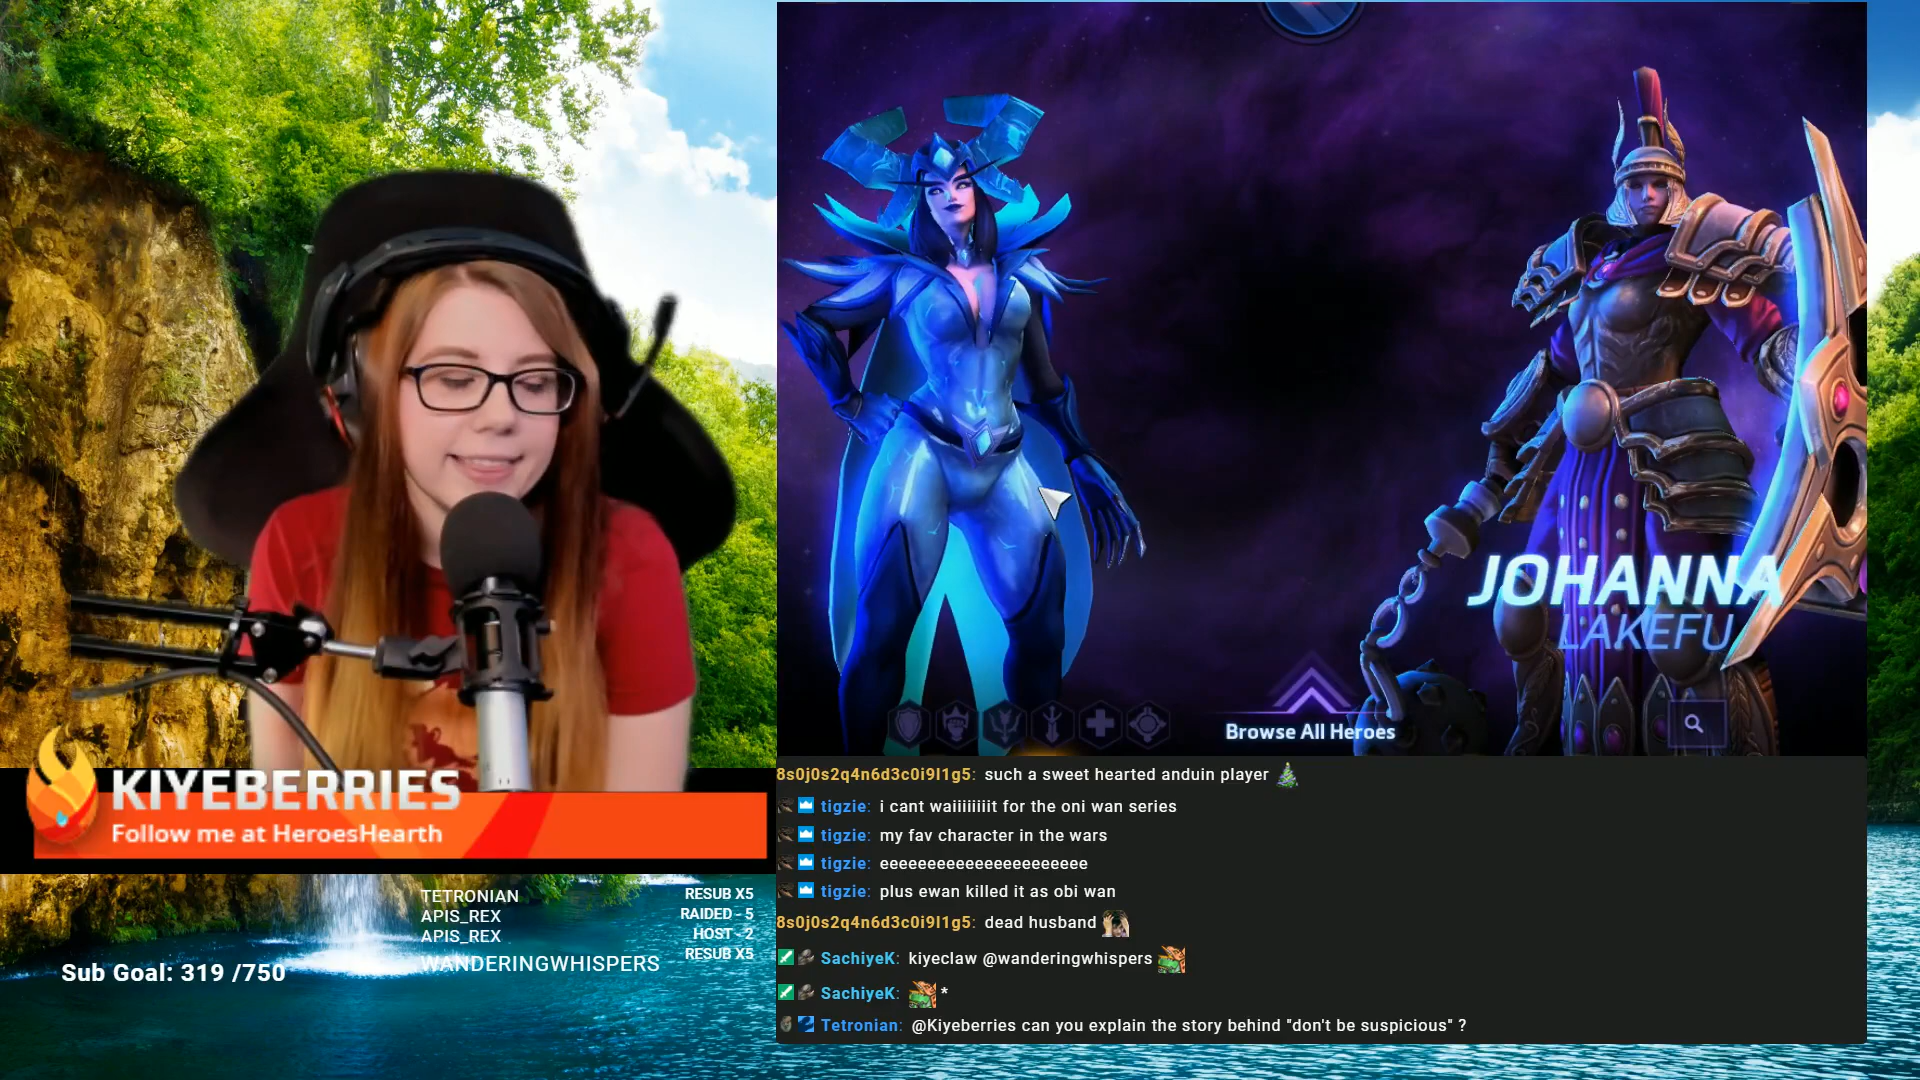 JOHANNA
LAKEFU
Browse All Heroes
KIYEBERRIES
Follow me at HeroesHearth
TETRONIAN RESUB X5
APIS_REX RAIDED - 5
APIS_REX HOST - 2
WANDERINGWHISPERS RESUB X5
Sub Goal: 319 /750
8s0j0s2q4n6d3c0i9l1g5: such a sweet hearted anduin player
tigzie: i cant waiiiiiiiit for the oni wan series
tigzie: my fav character in the wars
tigzie: eeeeeeeeeeeeeeeeeeeeee
tigzie: plus ewan killed it as obi wan
8s0j0s2q4n6d3c0i9l1g5: dead husband
SachiyeK: kiyeclaw @wanderingwhispers
SachiyeK: *
Tetronian: @Kiyeberries can you explain the story behind "don't be suspicious" ?